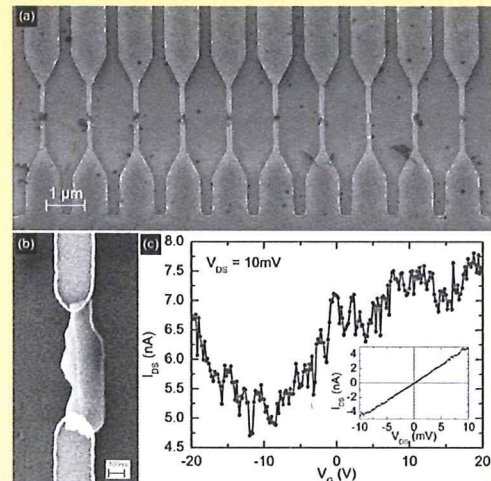 (a)
1 μm
(b)
100nm
(c)
V_DS = 10mV
I_DS (nA)
8.0
7.5
7.0
6.5
6.0
5.5
5.0
4.5
-20
-10
0
10
20
V_G (V)
I_DS (nA)
4
2
0
-2
-4
-10
-5
0
5
10
V_DS (mV)